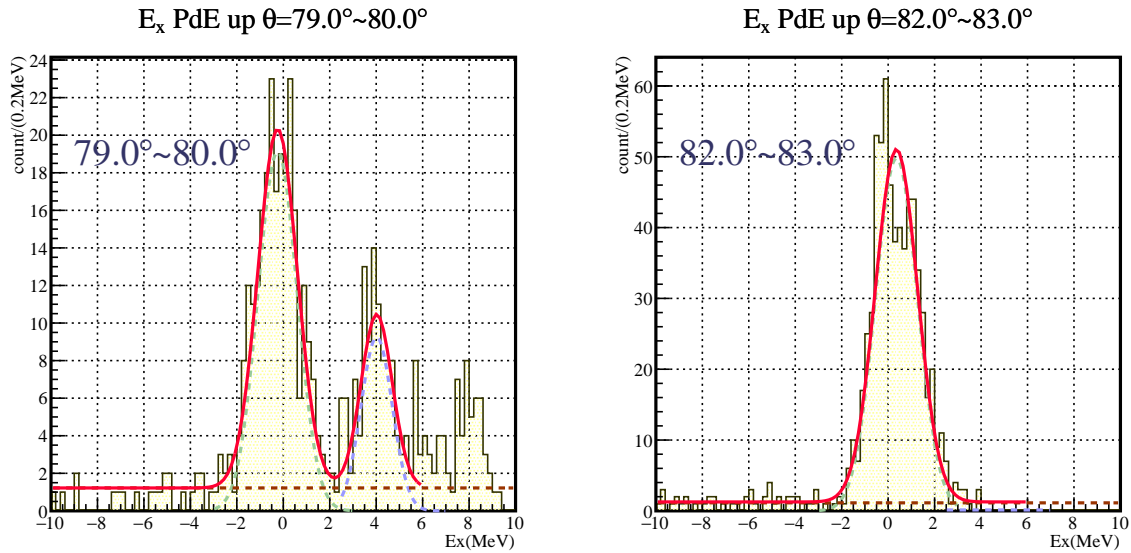 E_x PdE up θ=79.0°~80.0°
count/(0.2MeV)
24
22
20
18
16
14
12
10
8
6
4
2
0
79.0°~80.0°
−10 −8 −6 −4 −2 0 2 4 6 8 10
Ex(MeV)
E_x PdE up θ=82.0°~83.0°
count/(0.2MeV)
60
50
40
30
20
10
0
82.0°~83.0°
−10 −8 −6 −4 −2 0 2 4 6 8 10
Ex(MeV)